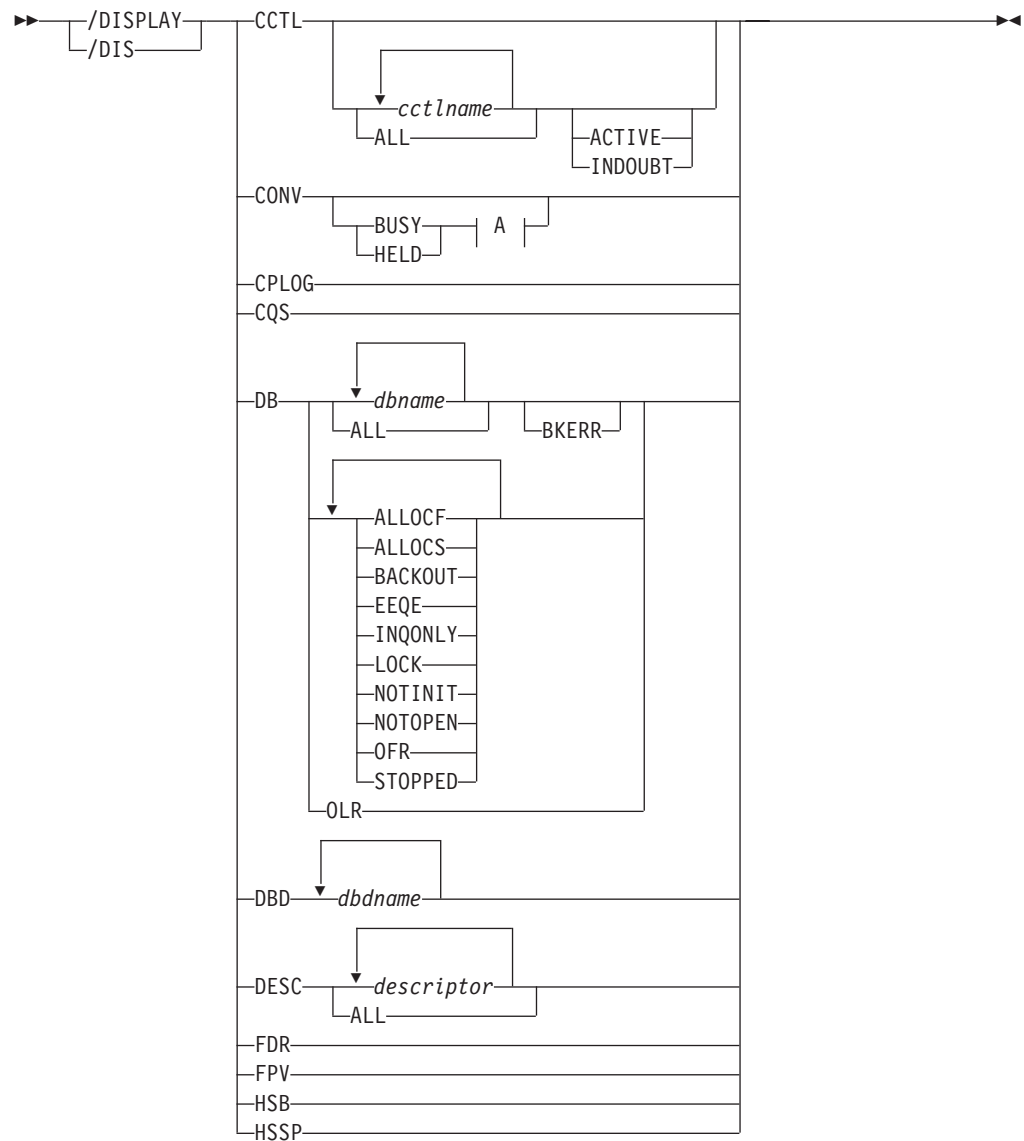 /DISPLAY CCTL
/DIS
cctlname
ALL ACTIVE
INDOUBT
CONV
BUSY A
HELD
CPLOG
CQS
DB dbname
ALL BKERR
ALLOCF
ALLOCS
BACKOUT
EEQE
INQONLY
LOCK
NOTINIT
NOTOPEN
OFR
STOPPED
OLR
DBD dbdname
DESC descriptor
ALL
FDR
FPV
HSB
HSSP